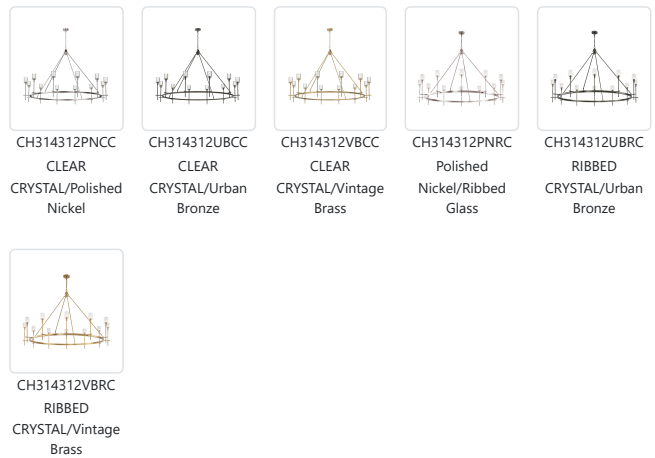 CH314312PNCC
CLEAR
CRYSTAL/Polished
Nickel
CH314312UBCC
CLEAR
CRYSTAL/Urban
Bronze
CH314312VBCC
CLEAR
CRYSTAL/Vintage
Brass
CH314312PNRC
Polished
Nickel/Ribbed
Glass
CH314312UBRC
RIBBED
CRYSTAL/Urban
Bronze
CH314312VBRC
RIBBED
CRYSTAL/Vintage
Brass